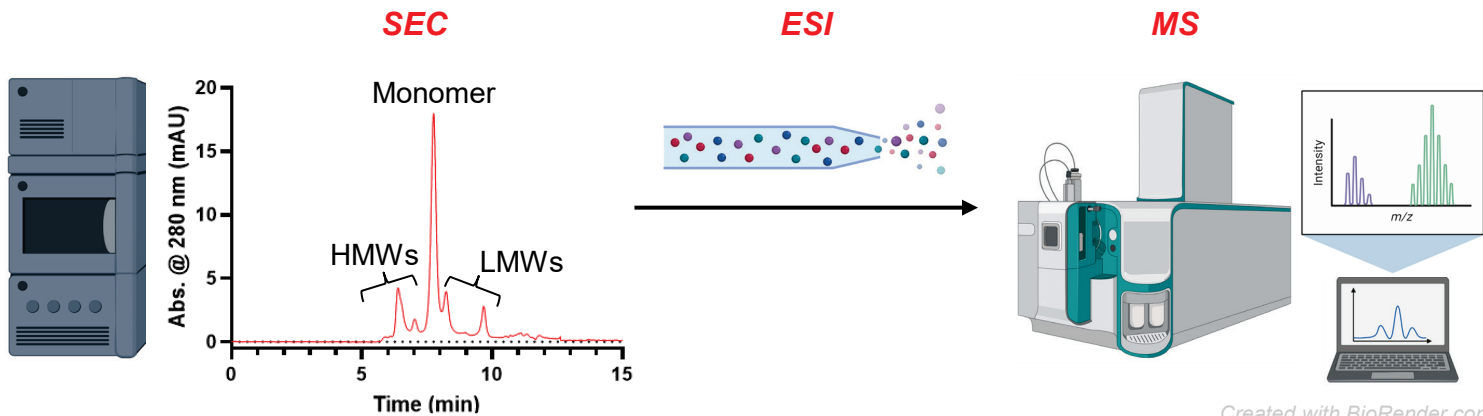 SEC
ESI
MS
20
15
10
5
0
Abs. @ 280 nm (mAU)
Monomer
HMWs
LMWs
0
5
10
15
Time (min)
Intensity
m/z
Created with BioRender.com